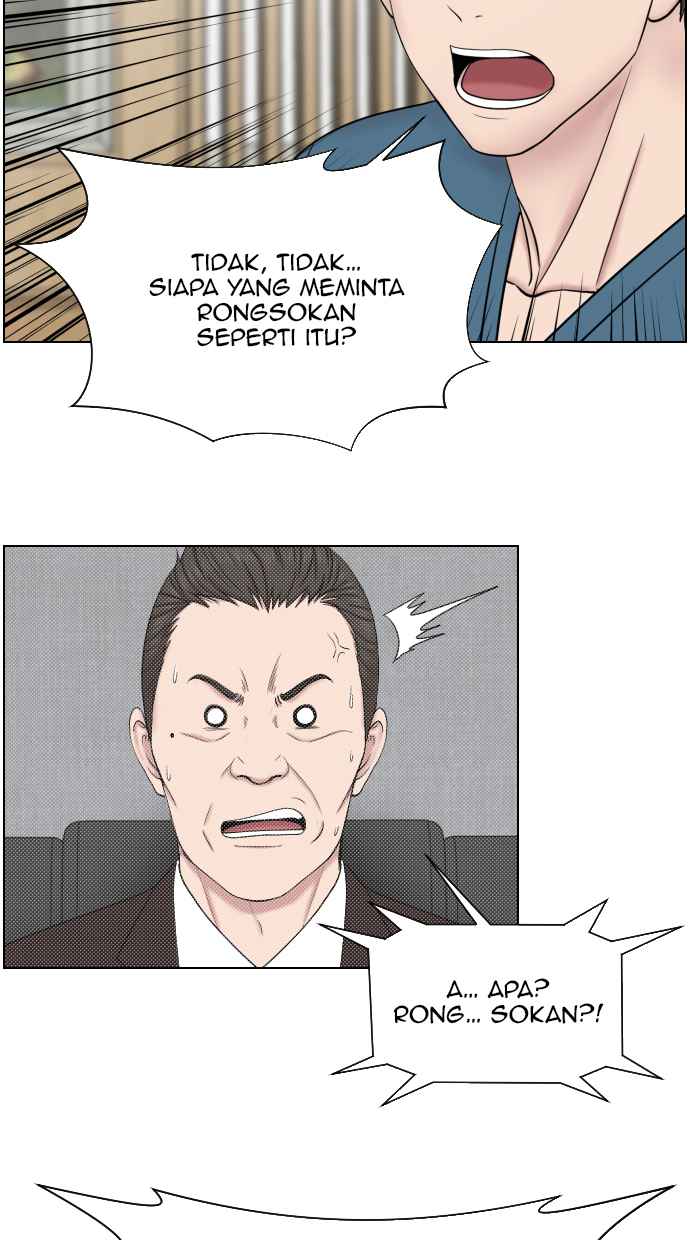 TIDAK, TIDAK...
SIAPA YANG MEMINTA
RONGSOKAN
SEPERTI ITU?
A... APA?
RONG... SOKAN?!